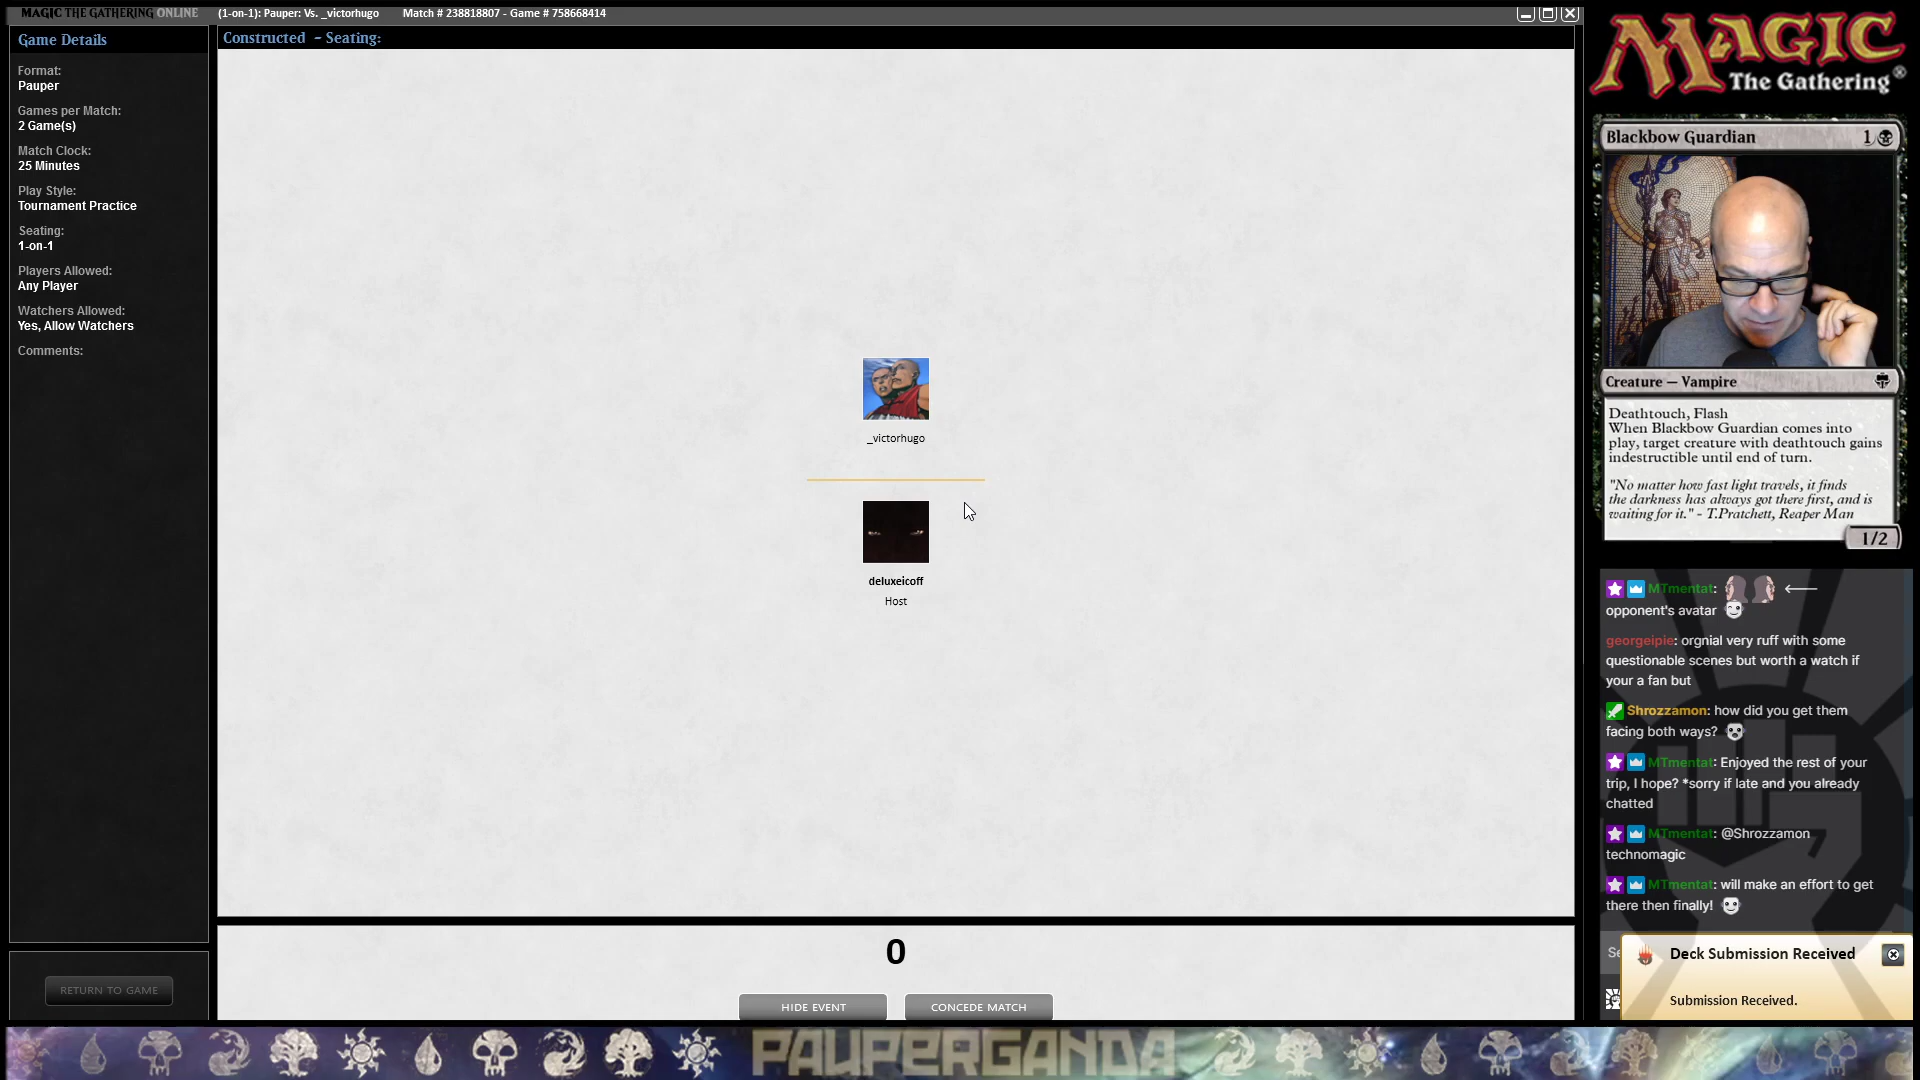 MAGIC THE GATHERING ONLINE (1-on-1): Pauper: Vs. _victorhugo Match # 238818807 - Game # 758668414
Game Details
Format:
Pauper
Games per Match:
2 Game(s)
Match Clock:
25 Minutes
Play Style:
Tournament Practice
Seating:
1-on-1
Players Allowed:
Any Player
Watchers Allowed:
Yes, Allow Watchers
Comments:
RETURN TO GAME
Constructed - Seating:
_victorhugo
deluxeicoff
Host
0
HIDE EVENT CONCEDE MATCH
MAGIC
The Gathering®
Blackbow Guardian 1
Creature — Vampire
Deathtouch, Flash
When Blackbow Guardian comes into
play, target creature with deathtouch gains
indestructible until end of turn.
"No matter how fast light travels, it finds
the darkness has always got there first, and is
waiting for it." - T.Pratchett, Reaper Man
1/2
MTmentat: ⟵
opponent's avatar
georgeipie: orgnial very ruff with some
questionable scenes but worth a watch if
your a fan but
Shrozzamon: how did you get them
facing both ways?
MTmentat: Enjoyed the rest of your
trip, I hope? *sorry if late and you already
chatted
MTmentat: @Shrozzamon
technomagic
MTmentat: will make an effort to get
there then finally!
Deck Submission Received
Submission Received.
PAUPERGANDA